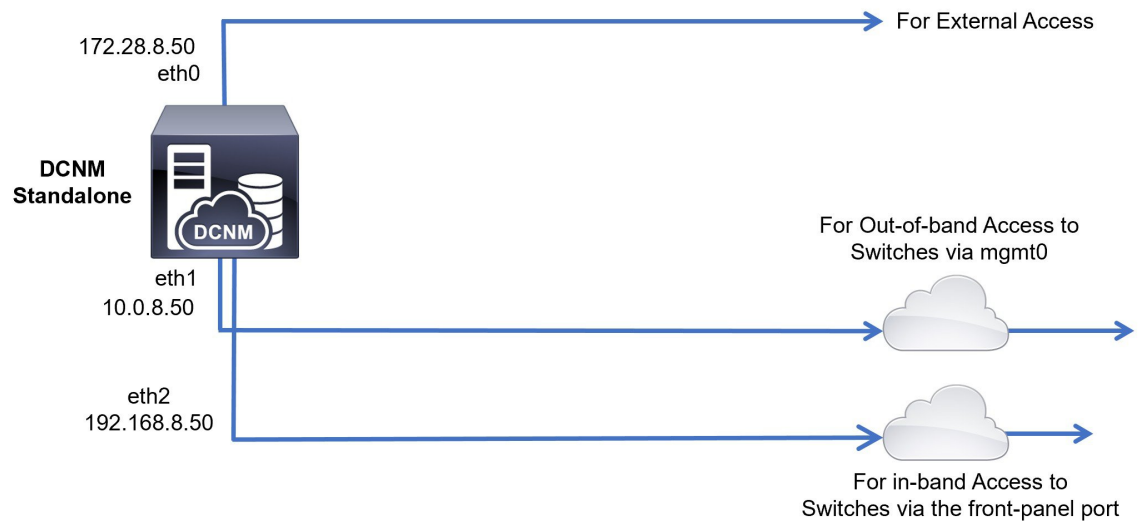 For External Access
172.28.8.50
eth0
DCNM
Standalone
DCNM
For Out-of-band Access to
Switches via mgmt0
eth1
10.0.8.50
eth2
192.168.8.50
For in-band Access to
Switches via the front-panel port